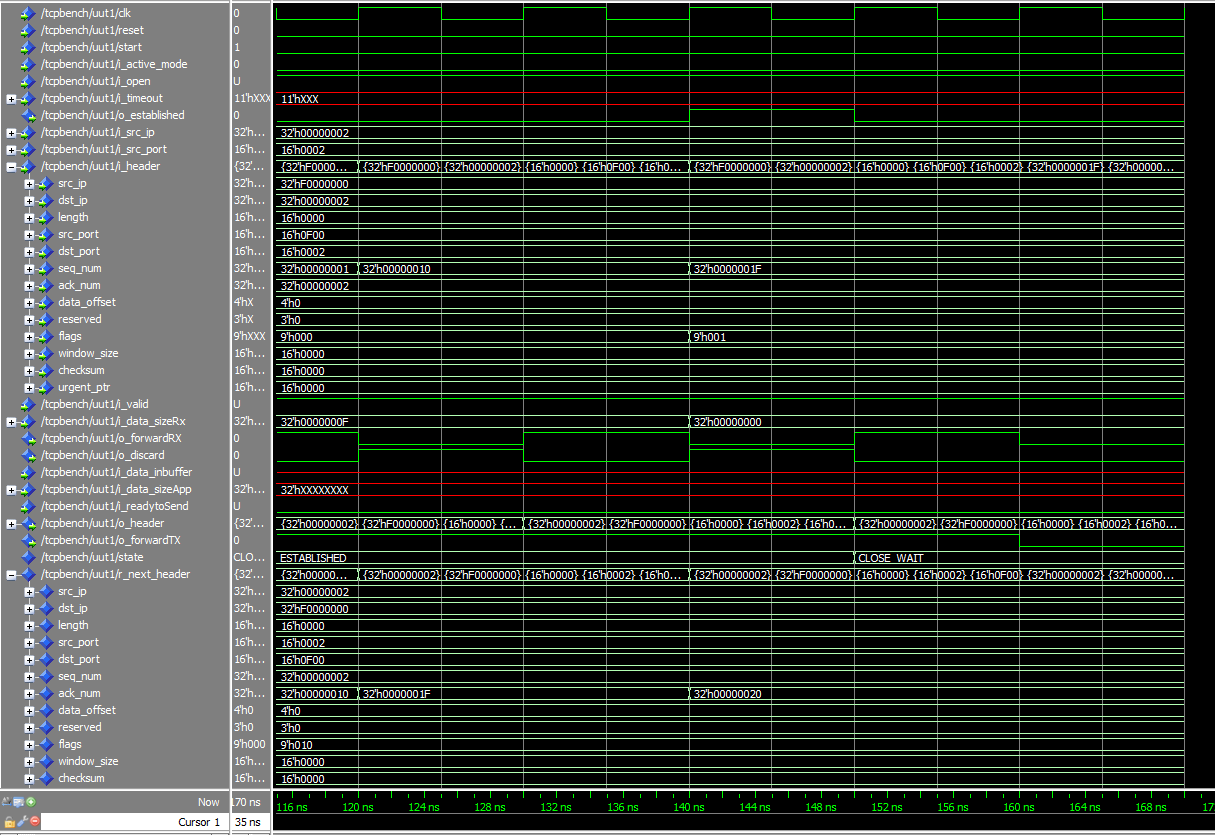 /tcpbench/uut1/clk 0
/tcpbench/uut1/reset 0
/tcpbench/uut1/start 1
/tcpbench/uut1/i_active_mode 0
/tcpbench/uut1/i_open U
/tcpbench/uut1/i_timeout 11'hXXX 11'hXXX
/tcpbench/uut1/o_established 0
/tcpbench/uut1/i_src_ip 32'h... 32'h00000002
/tcpbench/uut1/i_src_port 16'h... 16'h0002
/tcpbench/uut1/i_header {32'... {32'hF0000... {32'hF0000000} {32'h00000002} {16'h0000} {16'h0F00} {16'h0... {32'hF0000000} {32'h00000002} {16'h0000} {16'h0F00} {16'h0002} {32'h0000001F} {32'h00000...
src_ip 32'h... 32'hF0000000
dst_ip 32'h... 32'h00000002
length 16'h... 16'h0000
src_port 16'h... 16'h0F00
dst_port 16'h... 16'h0002
seq_num 32'h... 32'h00000001 32'h00000010 32'h0000001F
ack_num 32'h... 32'h00000002
data_offset 4'hX 4'h0
reserved 3'hX 3'h0
flags 9'hXXX 9'h000 9'h001
window_size 16'h... 16'h0000
checksum 16'h... 16'h0000
urgent_ptr 16'h... 16'h0000
/tcpbench/uut1/i_valid U
/tcpbench/uut1/i_data_sizeRx 32'h... 32'h0000000F 32'h00000000
/tcpbench/uut1/o_forwardRX 0
/tcpbench/uut1/o_discard 0
/tcpbench/uut1/i_data_inbuffer U
/tcpbench/uut1/i_data_sizeApp 32'h... 32'hXXXXXXXX
/tcpbench/uut1/i_readytoSend U
/tcpbench/uut1/o_header {32'... {32'h00000002} {32'hF0000000} {16'h0000} {... {32'h00000002} {32'hF0000000} {16'h0000} {16'h0002} {16'h0... {32'h00000002} {32'hF0000000} {16'h0000} {16'h0002} {16'h0...
/tcpbench/uut1/o_forwardTX 0
/tcpbench/uut1/state CLO... ESTABLISHED CLOSE_WAIT
/tcpbench/uut1/r_next_header {32'... {32'h00000... {32'h00000002} {32'hF0000000} {16'h0000} {16'h0002} {16'h0... {32'h00000002} {32'hF0000000} {16'h0000} {16'h0002} {16'h0F00} {32'h00000002} {32'h00000...
src_ip 32'h... 32'h00000002
dst_ip 32'h... 32'hF0000000
length 16'h... 16'h0000
src_port 16'h... 16'h0002
dst_port 16'h... 16'h0F00
seq_num 32'h... 32'h00000002
ack_num 32'h... 32'h00000010 32'h0000001F 32'h00000020
data_offset 4'h0 4'h0
reserved 3'h0 3'h0
flags 9'h000 9'h010
window_size 16'h... 16'h0000
checksum 16'h... 16'h0000
Now 170 ns 116 ns 120 ns 124 ns 128 ns 132 ns 136 ns 140 ns 144 ns 148 ns 152 ns 156 ns 160 ns 164 ns 168 ns 17
Cursor 1 35 ns